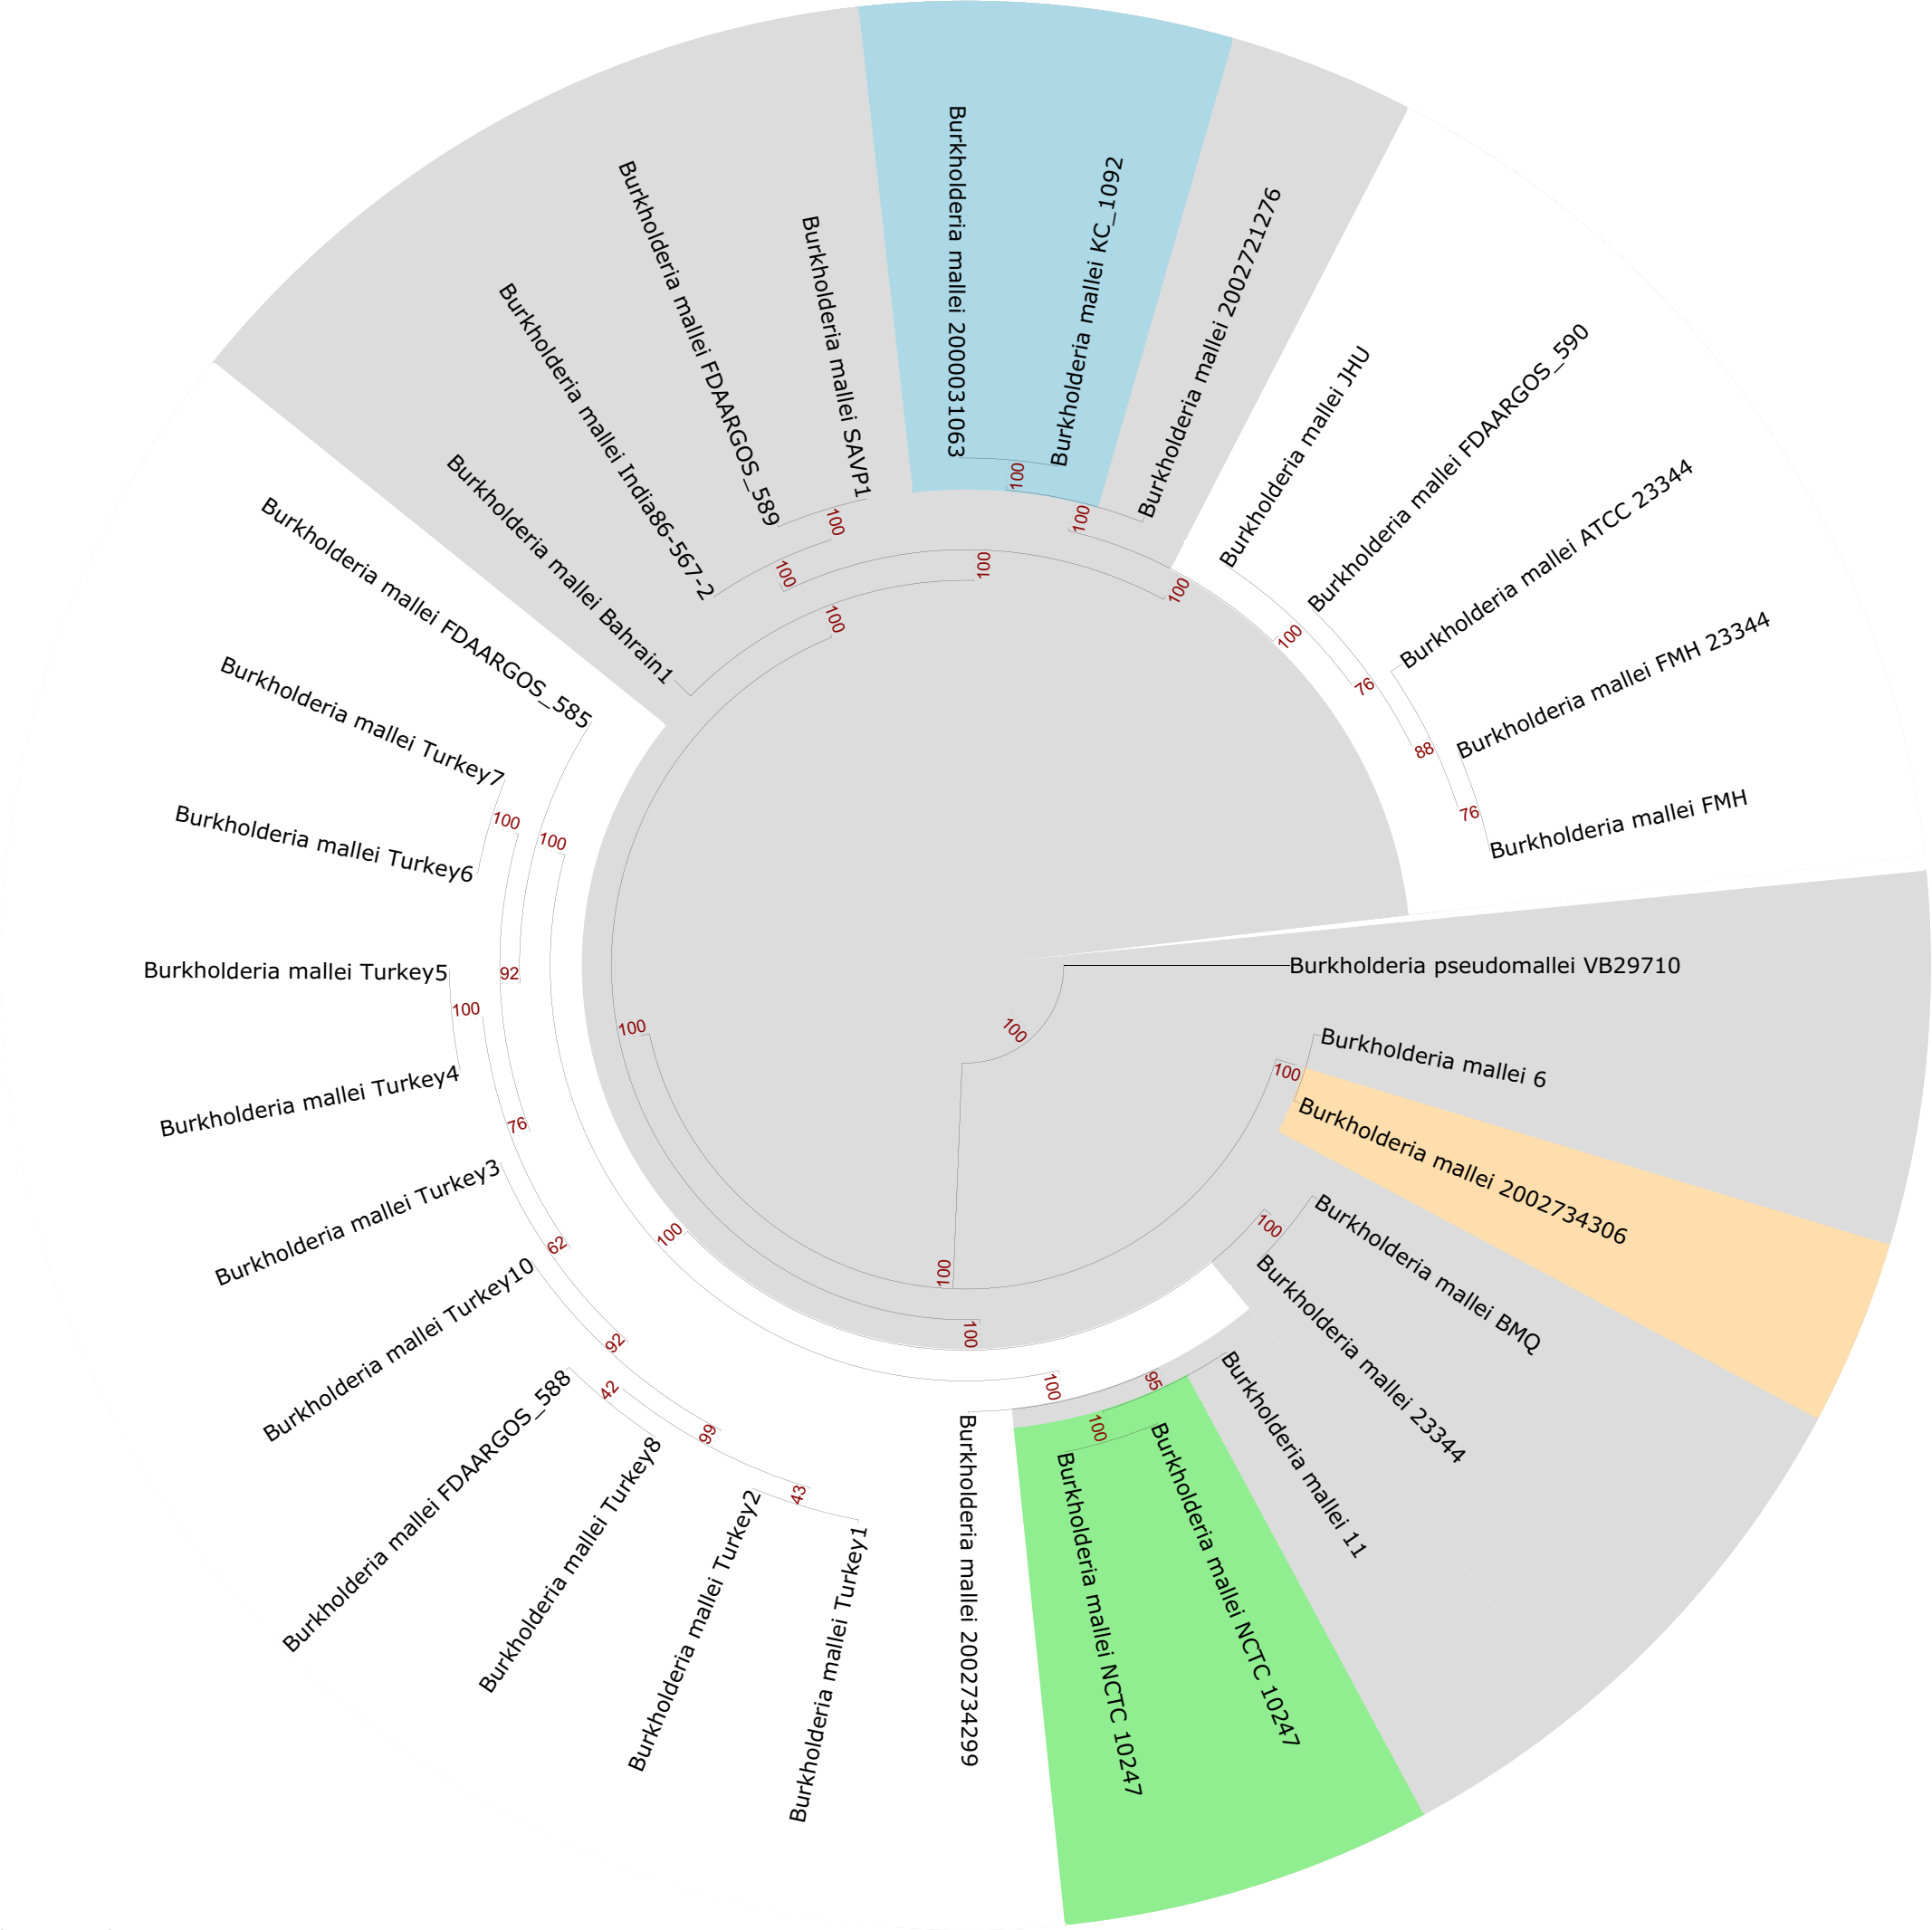 Burkholderia mallei 2000031063
Burkholderia mallei KC_1092
Burkholderia mallei 2002721276
Burkholderia mallei JHU
Burkholderia mallei FDAARGOS_590
Burkholderia mallei ATCC 23344
Burkholderia mallei FMH 23344
Burkholderia mallei FMH
Burkholderia pseudomallei VB29710
Burkholderia mallei 6
Burkholderia mallei 2002734306
Burkholderia mallei BMQ
Burkholderia mallei 23344
Burkholderia mallei 11
Burkholderia mallei NCTC 10247
Burkholderia mallei NCTC 10247
Burkholderia mallei 2002734299
Burkholderia mallei Turkey1
Burkholderia mallei Turkey2
Burkholderia mallei Turkey8
Burkholderia mallei FDAARGOS_588
Burkholderia mallei Turkey10
Burkholderia mallei Turkey3
Burkholderia mallei Turkey4
Burkholderia mallei Turkey5
Burkholderia mallei Turkey6
Burkholderia mallei Turkey7
Burkholderia mallei FDAARGOS_585
Burkholderia mallei Bahrain1
Burkholderia mallei India86-567-2
Burkholderia mallei FDAARGOS_589
Burkholderia mallei SAVP1
100
100
100
100
76
88
76
100
100
100
95
100
100
43
99
42
92
62
76
100
92
100
100
100
100
100
100
100
100
100
100